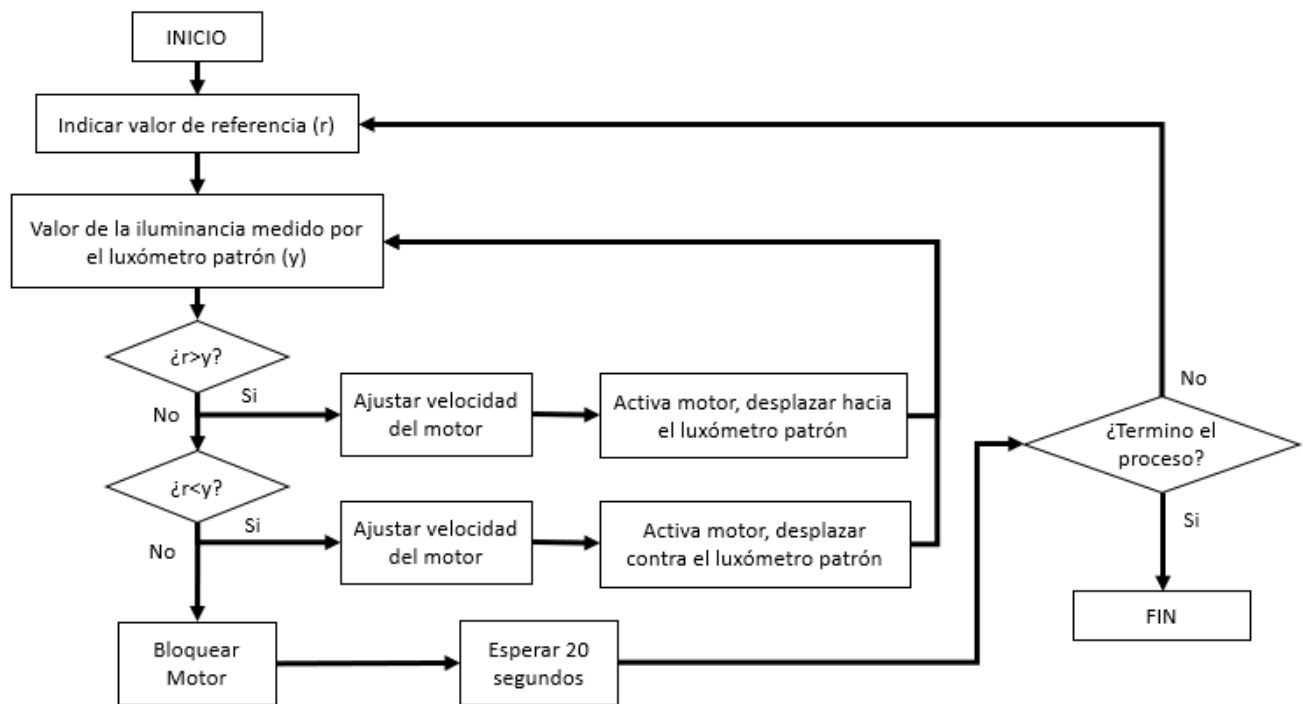 INICIO
Indicar valor de referencia (r)
Valor de la iluminancia medido por
el luxómetro patrón (y)
¿r>y?
Si
No
Ajustar velocidad
del motor
Activa motor, desplazar hacia
el luxómetro patrón
¿r<y?
Si
No
Ajustar velocidad
del motor
Activa motor, desplazar
contra el luxómetro patrón
Bloquear
Motor
Esperar 20
segundos
¿Termino el
proceso?
No
Si
FIN